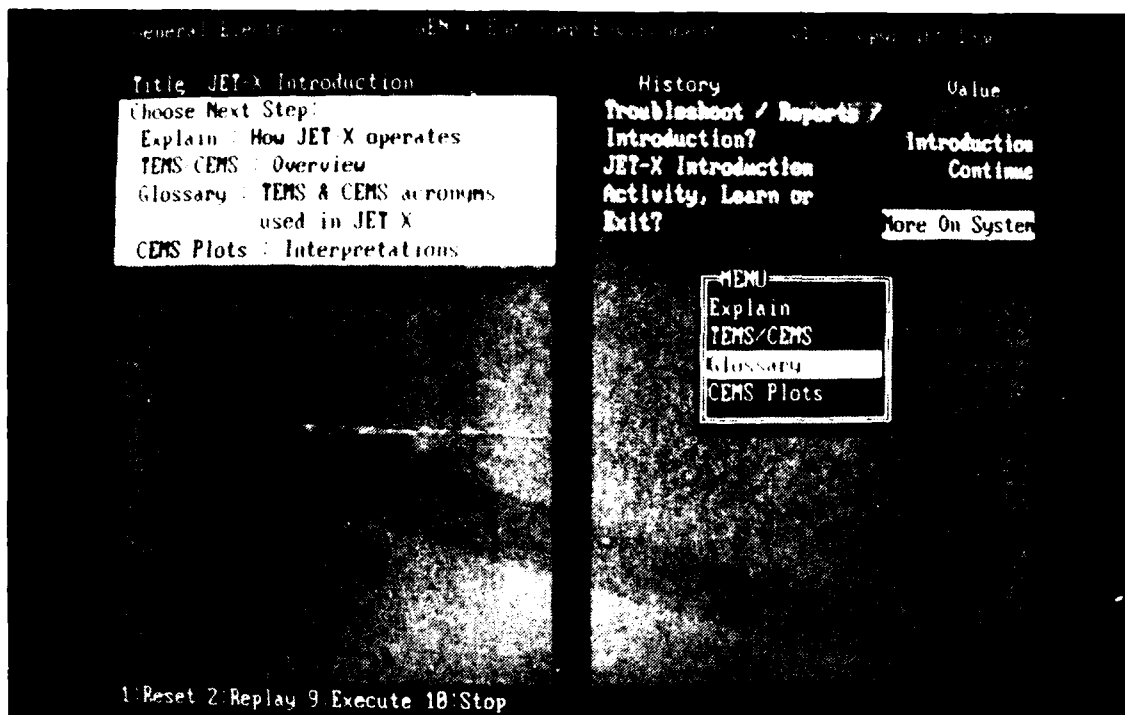 General Electric
Title JET-X Introduction
Choose Next Step:
Explain : How JET-X operates
TEMS/CEMS : Overview
Glossary : TEMS & CEMS acronyms
used in JET-X
CEMS Plots : Interpretations
History Value
Troubleshoot / Reports /
Introduction? Introduction
JET-X Introduction Continue
Activity, Learn or
Exit? More On System
MENU
Explain
TEMS/CEMS
Glossary
CEMS Plots
1:Reset 2:Replay 9:Execute 10:Stop